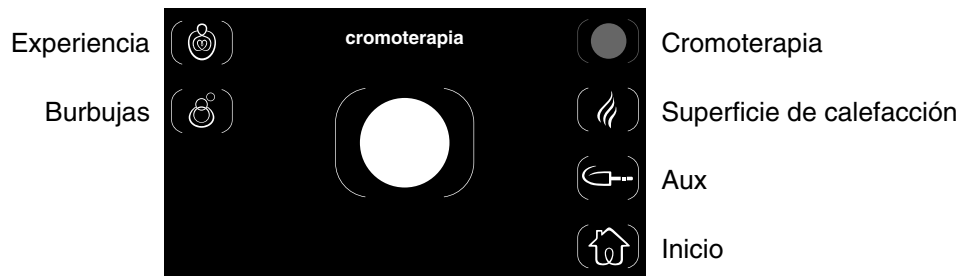 Experiencia
cromoterapia
Cromoterapia
Burbujas
Superficie de calefacción
Aux
Inicio